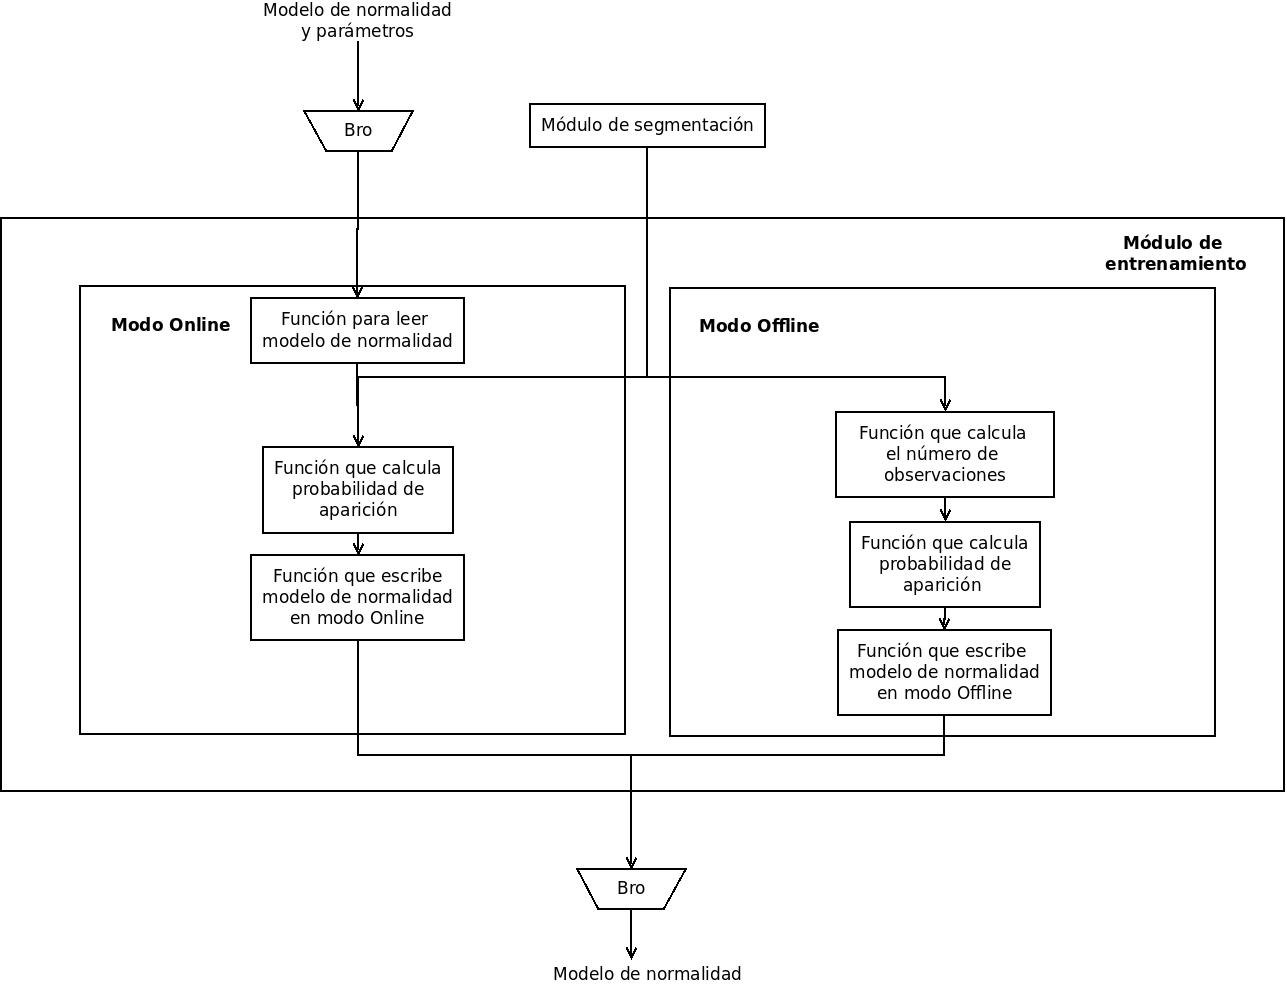 Modelo de normalidad
y parámetros
Bro
Módulo de segmentación
Módulo de
entrenamiento
Modo Online
Función para leer
modelo de normalidad
Función que calcula
probabilidad de
aparición
Función que escribe
modelo de normalidad
en modo Online
Modo Offline
Función que calcula
el número de
observaciones
Función que calcula
probabilidad de
aparición
Función que escribe
modelo de normalidad
en modo Offline
Bro
Modelo de normalidad